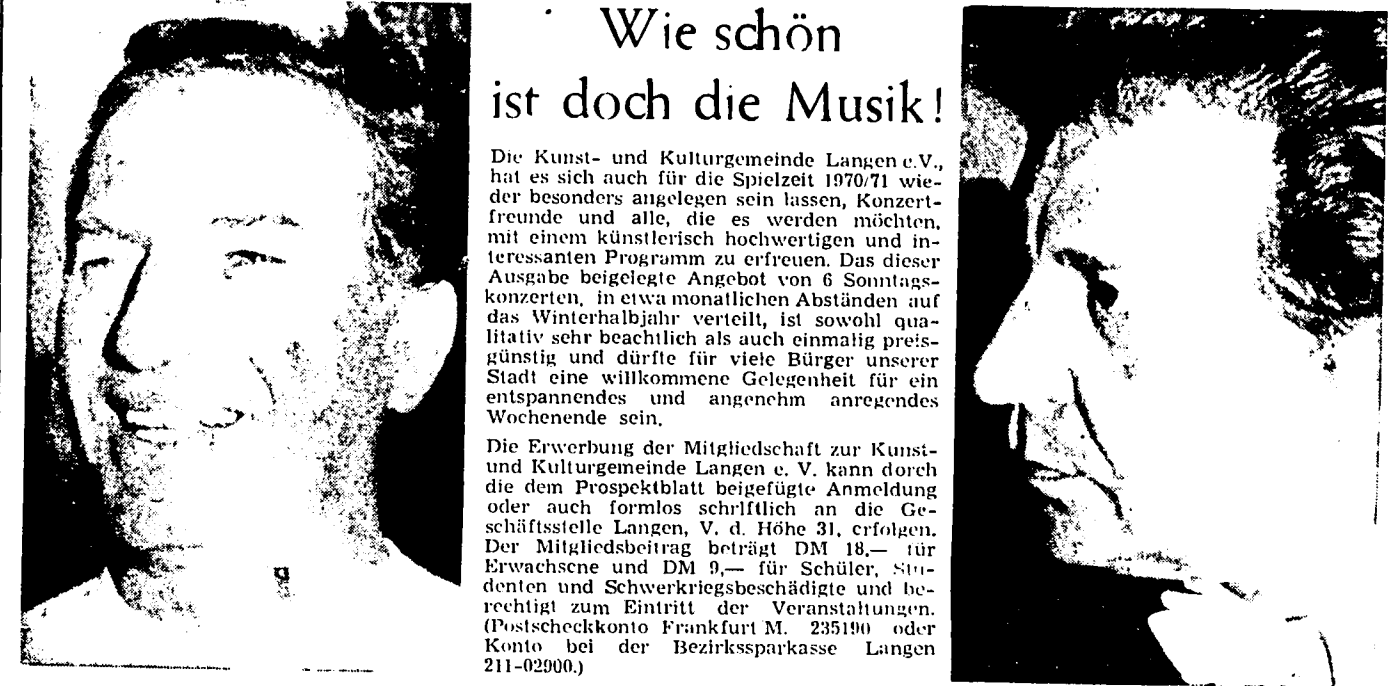 Wie schön
ist doch die Musik!
Die Kunst- und Kulturgemeinde Langen e.V.,
hat es sich auch für die Spielzeit 1970/71 wie-
der besonders angelegen sein lassen, Konzert-
freunde und alle, die es werden möchten,
mit einem künstlerisch hochwertigen und in-
teressanten Programm zu erfreuen. Das dieser
Ausgabe beigelegte Angebot von 6 Sonntags-
konzerten, in etwa monatlichen Abständen auf
das Winterhalbjahr verteilt, ist sowohl qua-
litativ sehr beachtlich als auch einmalig preis-
günstig und dürfte für viele Bürger unserer
Stadt eine willkommene Gelegenheit für ein
entspannendes und angenehm anregendes
Wochenende sein.
Die Erwerbung der Mitgliedschaft zur Kunst-
und Kulturgemeinde Langen e. V. kann dorch
die dem Prospektblatt beigefügte Anmeldung
oder auch formlos schriftlich an die Ge-
schäftsstelle Langen, V. d. Höhe 31, erfolgen.
Der Mitgliedsbeitrag beträgt DM 18,— für
Erwachsene und DM 9,— für Schüler, Stu-
denten und Schwerkriegsbeschädigte und be-
rechtigt zum Eintritt der Veranstaltungen.
(Postscheckkonto Frankfurt M. 235190 oder
Konto bei der Bezirkssparkasse Langen
211-02000.)